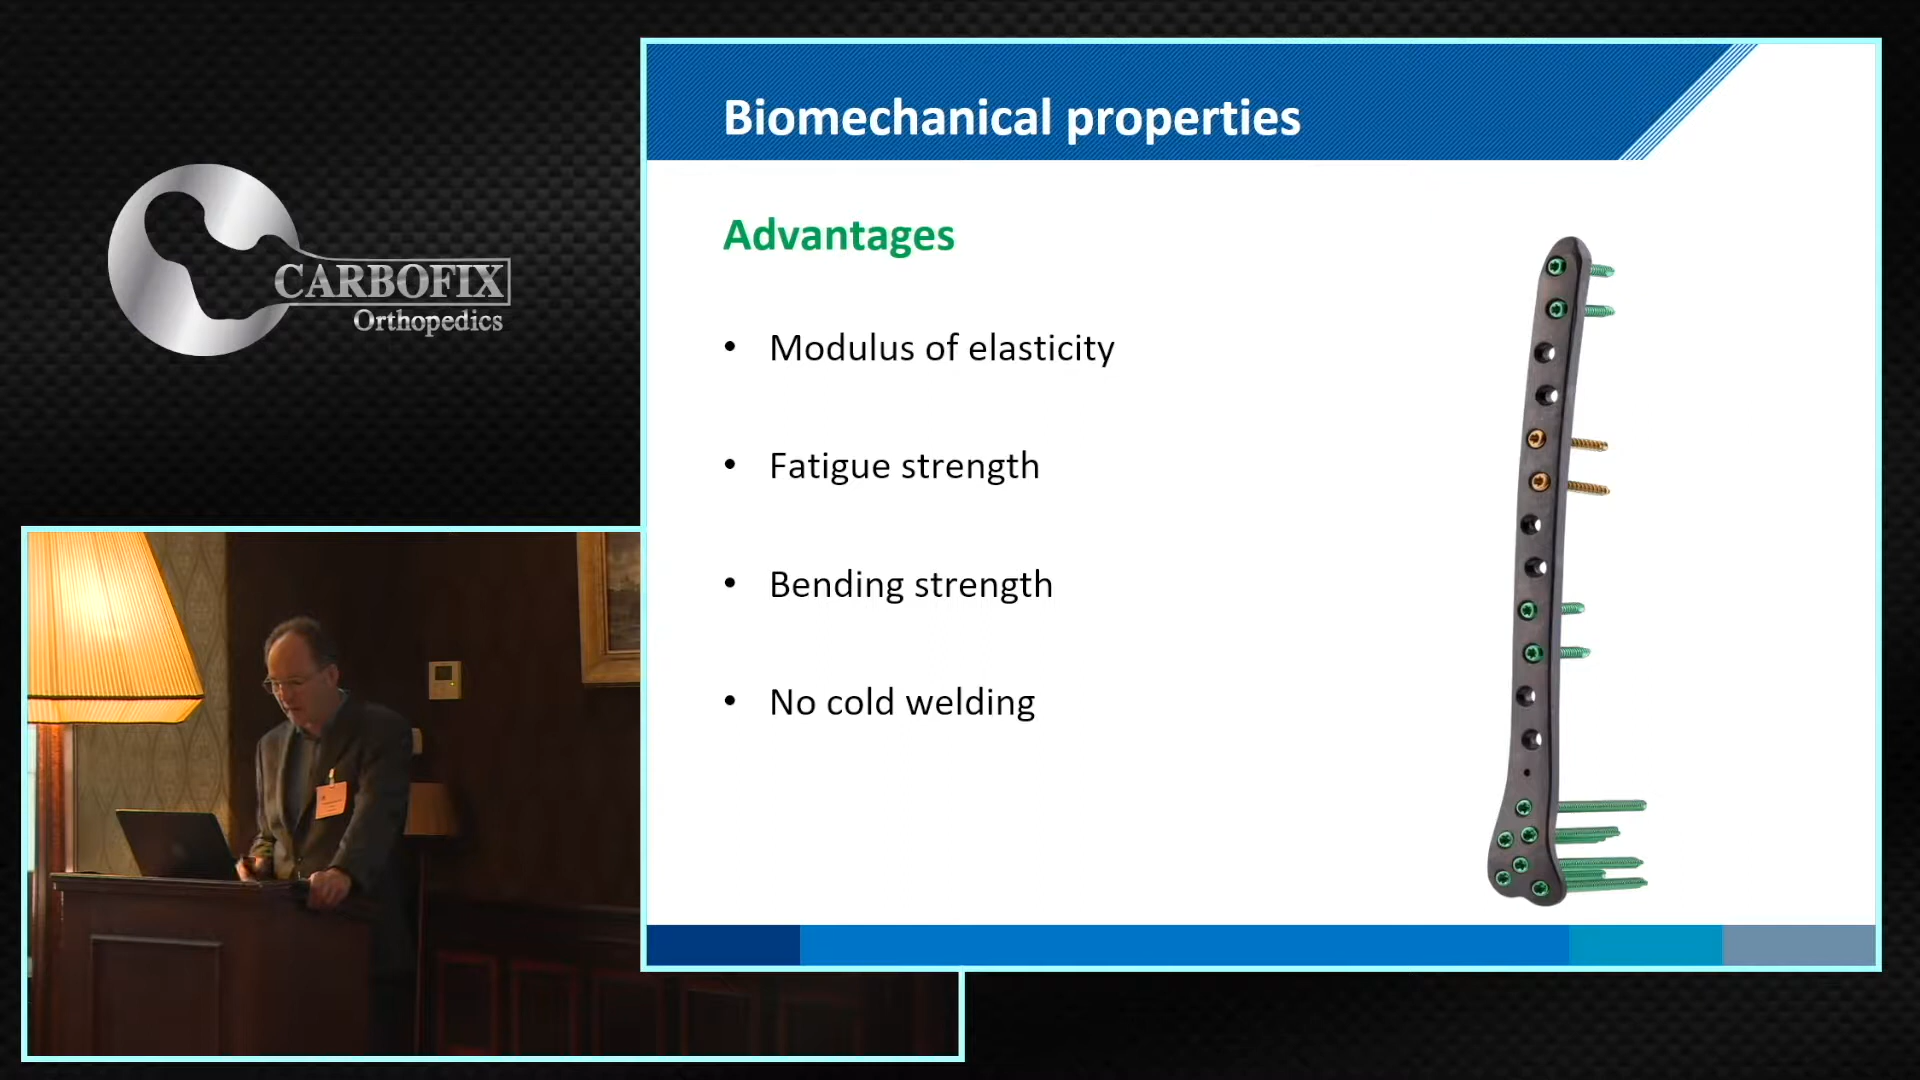 CARBOFIX
Orthopedics
Biomechanical properties
Advantages
• Modulus of elasticity
• Fatigue strength
• Bending strength
• No cold welding